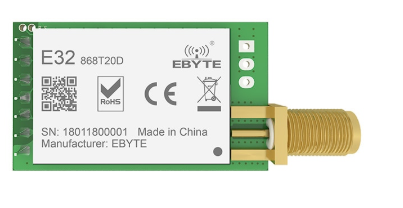 E32 868T20D
EBYTE
RoHS
CE
SN: 18011800001 Made in China
Manufacturer: EBYTE